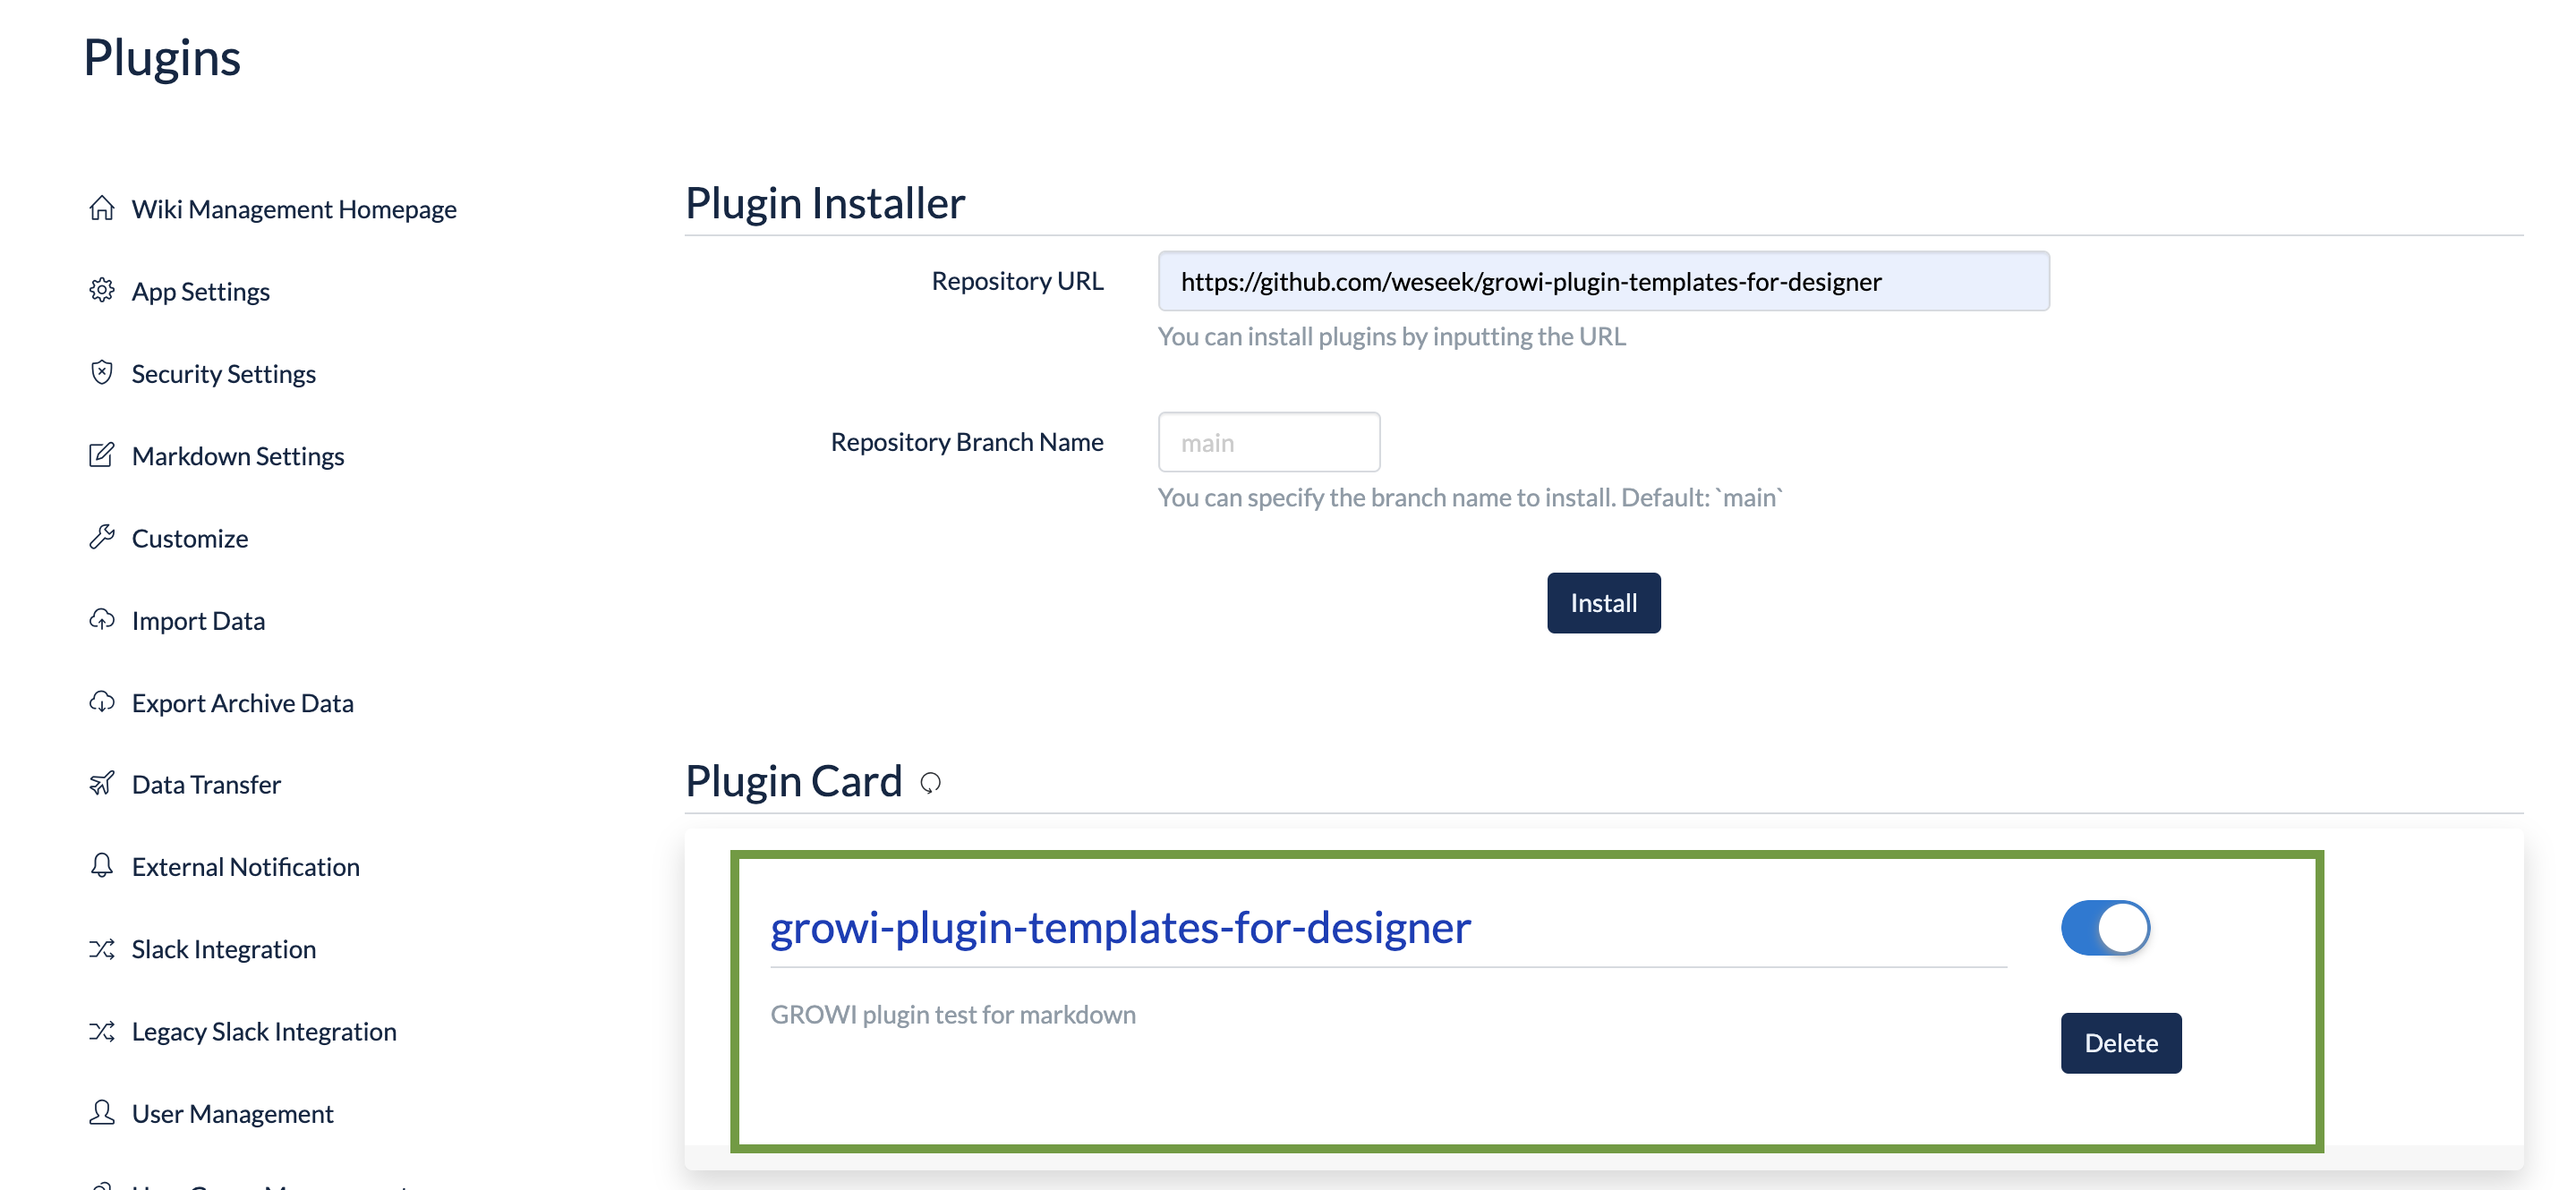 Plugins
Wiki Management Homepage
App Settings
Security Settings
Markdown Settings
Customize
Import Data
Export Archive Data
Data Transfer
External Notification
Slack Integration
Legacy Slack Integration
User Management
Plugin Installer
Repository URL
https://github.com/weseek/growi-plugin-templates-for-designer
You can install plugins by inputting the URL
Repository Branch Name
main
You can specify the branch name to install. Default: `main`
Install
Plugin Card
growi-plugin-templates-for-designer
GROWI plugin test for markdown
Delete